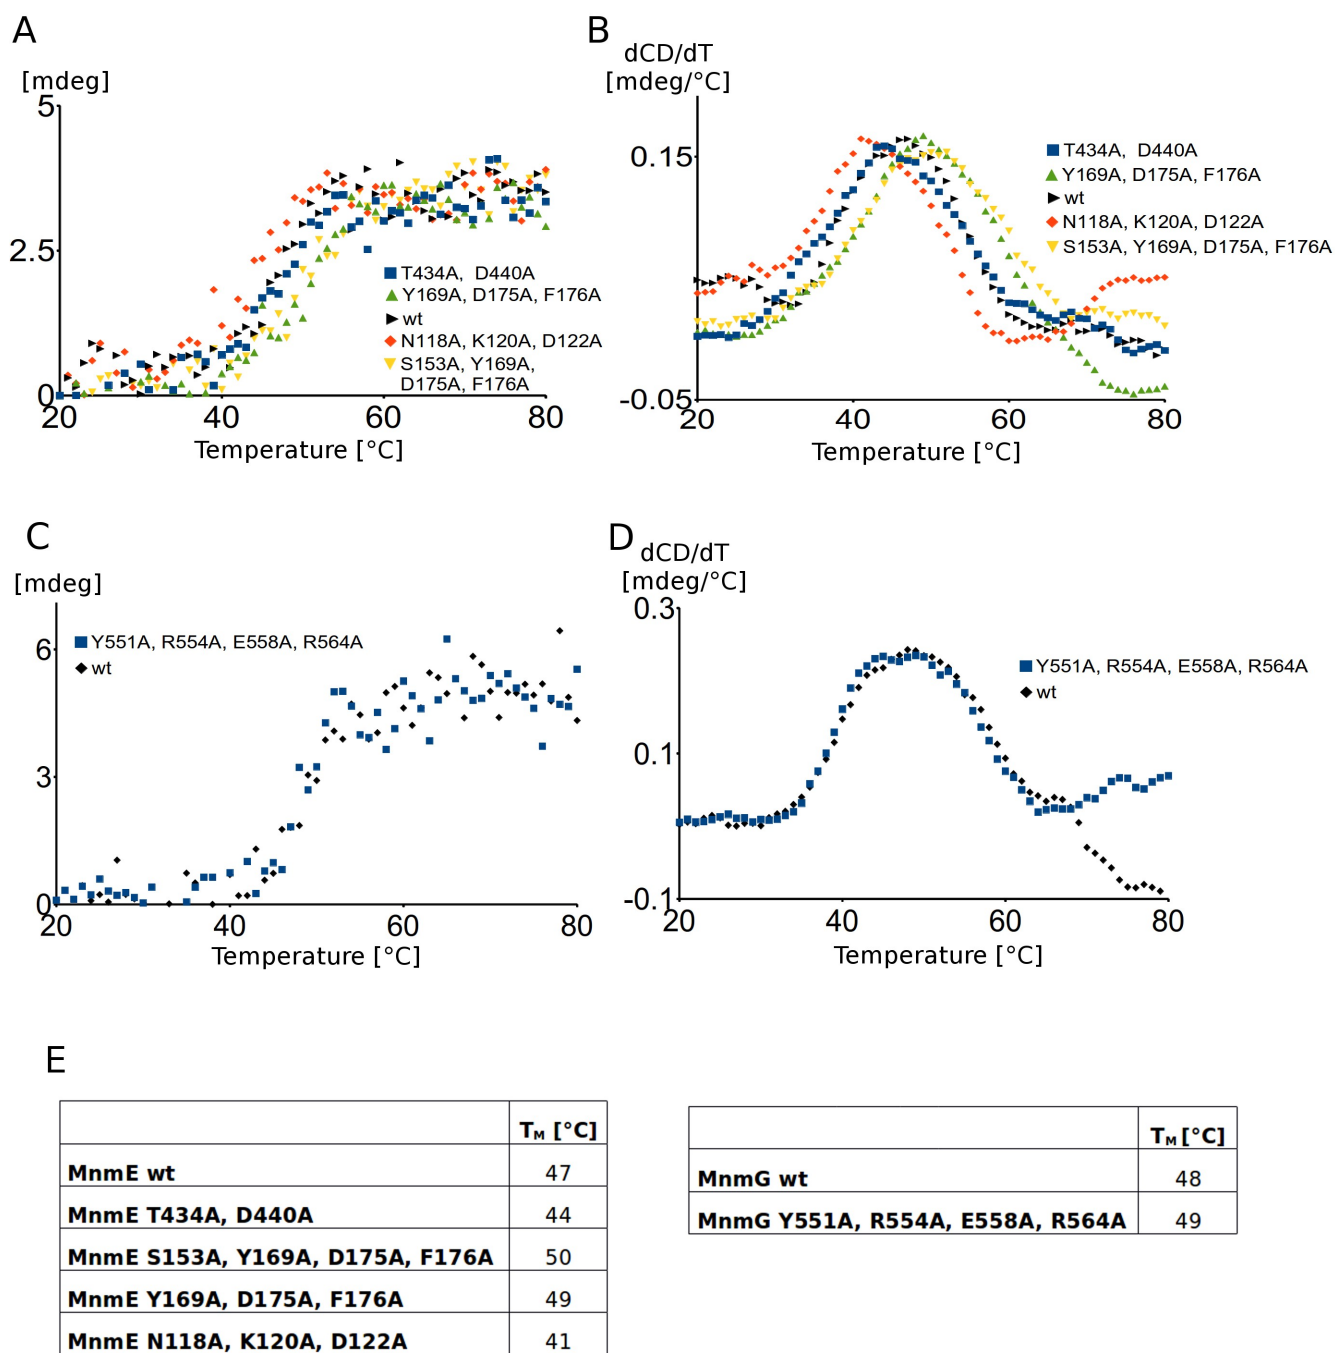 A
[mdeg]
5
2.5
0
20
40
60
80
Temperature [°C]
T434A, D440A
Y169A, D175A, F176A
wt
N118A, K120A, D122A
S153A, Y169A,
D175A, F176A
B
dCD/dT
[mdeg/°C]
0.15
-0.05
20
40
60
80
Temperature [°C]
T434A, D440A
Y169A, D175A, F176A
wt
N118A, K120A, D122A
S153A, Y169A, D175A, F176A
C
[mdeg]
6
3
0
20
40
60
80
Temperature [°C]
Y551A, R554A, E558A, R564A
wt
D
dCD/dT
[mdeg/°C]
0.3
0.1
-0.1
20
40
60
80
Temperature [°C]
Y551A, R554A, E558A, R564A
wt
E
TM [°C]
MnmE wt 47
MnmE T434A, D440A 44
MnmE S153A, Y169A, D175A, F176A 50
MnmE Y169A, D175A, F176A 49
MnmE N118A, K120A, D122A 41
TM [°C]
MnmG wt 48
MnmG Y551A, R554A, E558A, R564A 49